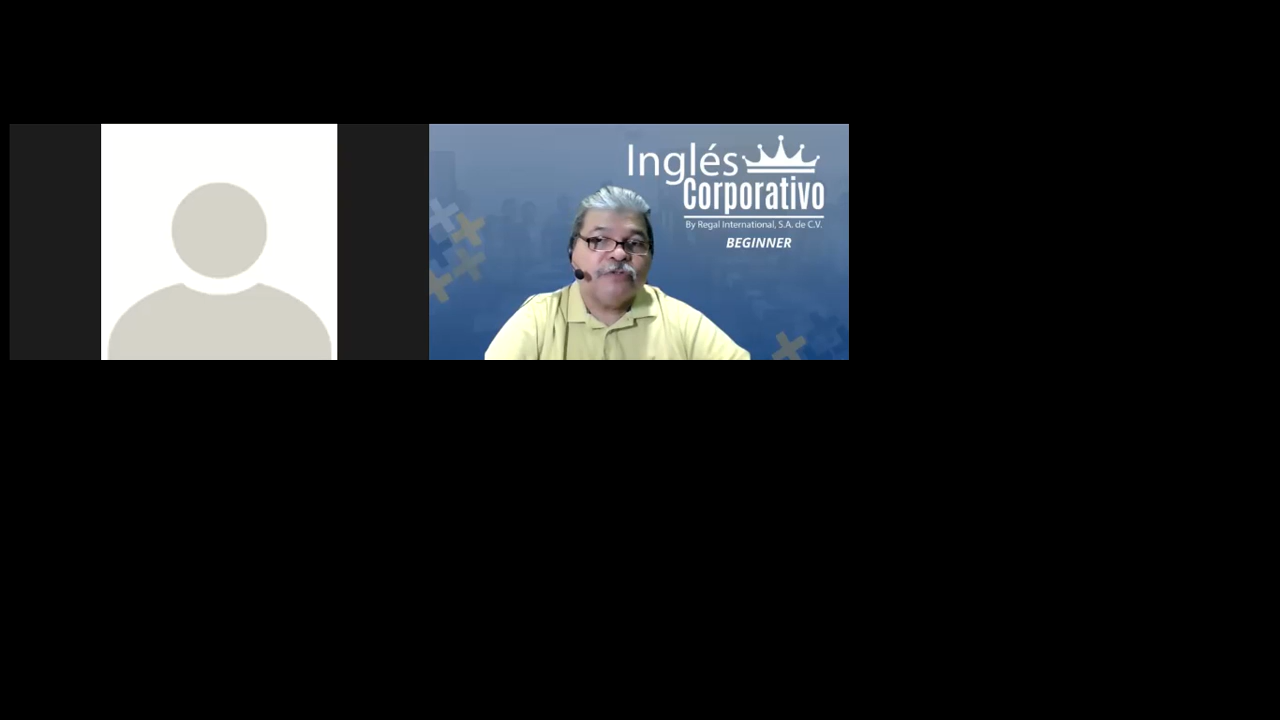 Inglés
Corporativo
By Regal International, S.A. de C.V.
BEGINNER